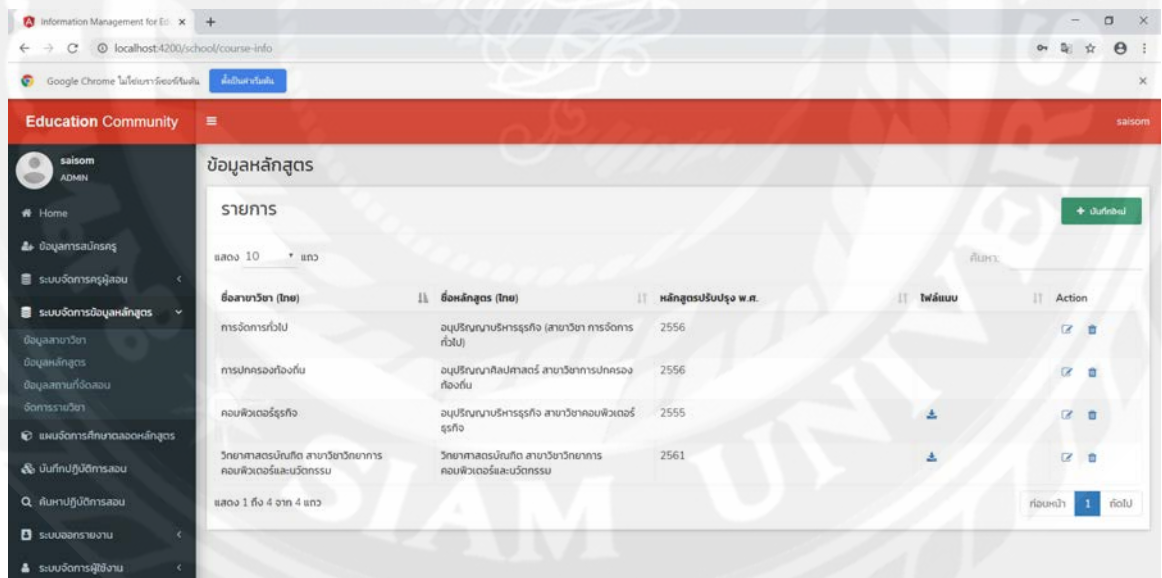 Information Management for Ed
localhost:4200/school/course-info
Google Chrome ไม่ใช่เบราว์เซอร์เริ่มต้น ตั้งเป็นค่าเริ่มต้น
Education Community saisom
saisom
ADMIN
Home
ข้อมูลการสมัครครู
ระบบจัดการครูผู้สอน
ระบบจัดการข้อมูลหลักสูตร
ข้อมูลสาขาวิชา
ข้อมูลหลักสูตร
ข้อมูลสถานที่จัดสอน
จัดการรายวิชา
แผนจัดการศึกษาตลอดหลักสูตร
บันทึกปฏิบัติการสอน
ค้นหาปฏิบัติการสอน
ระบบออกรายงาน
ระบบจัดการผู้ใช้งาน
ข้อมูลหลักสูตร
รายการ + บันทึกใหม่
แสดง 10 แถว ค้นหา:
ชื่อสาขาวิชา (ไทย) ชื่อหลักสูตร (ไทย) หลักสูตรปรับปรุง พ.ศ. ไฟล์แนบ Action
การจัดการทั่วไป อนุปริญญาบริหารธุรกิจ (สาขาวิชา การจัดการ 2556
ทั่วไป)
การปกครองท้องถิ่น อนุปริญญาศิลปศาสตร์ สาขาวิชาการปกครอง 2556
ท้องถิ่น
คอมพิวเตอร์ธุรกิจ อนุปริญญาบริหารธุรกิจ สาขาวิชาคอมพิวเตอร์ 2555
ธุรกิจ
วิทยาศาสตรบัณฑิต สาขาวิชาวิทยาการ วิทยาศาสตรบัณฑิต สาขาวิชาวิทยาการ 2561
คอมพิวเตอร์และนวัตกรรม คอมพิวเตอร์และนวัตกรรม
แสดง 1 ถึง 4 จาก 4 แถว ก่อนหน้า 1 ถัดไป
SIAM UNIVERS